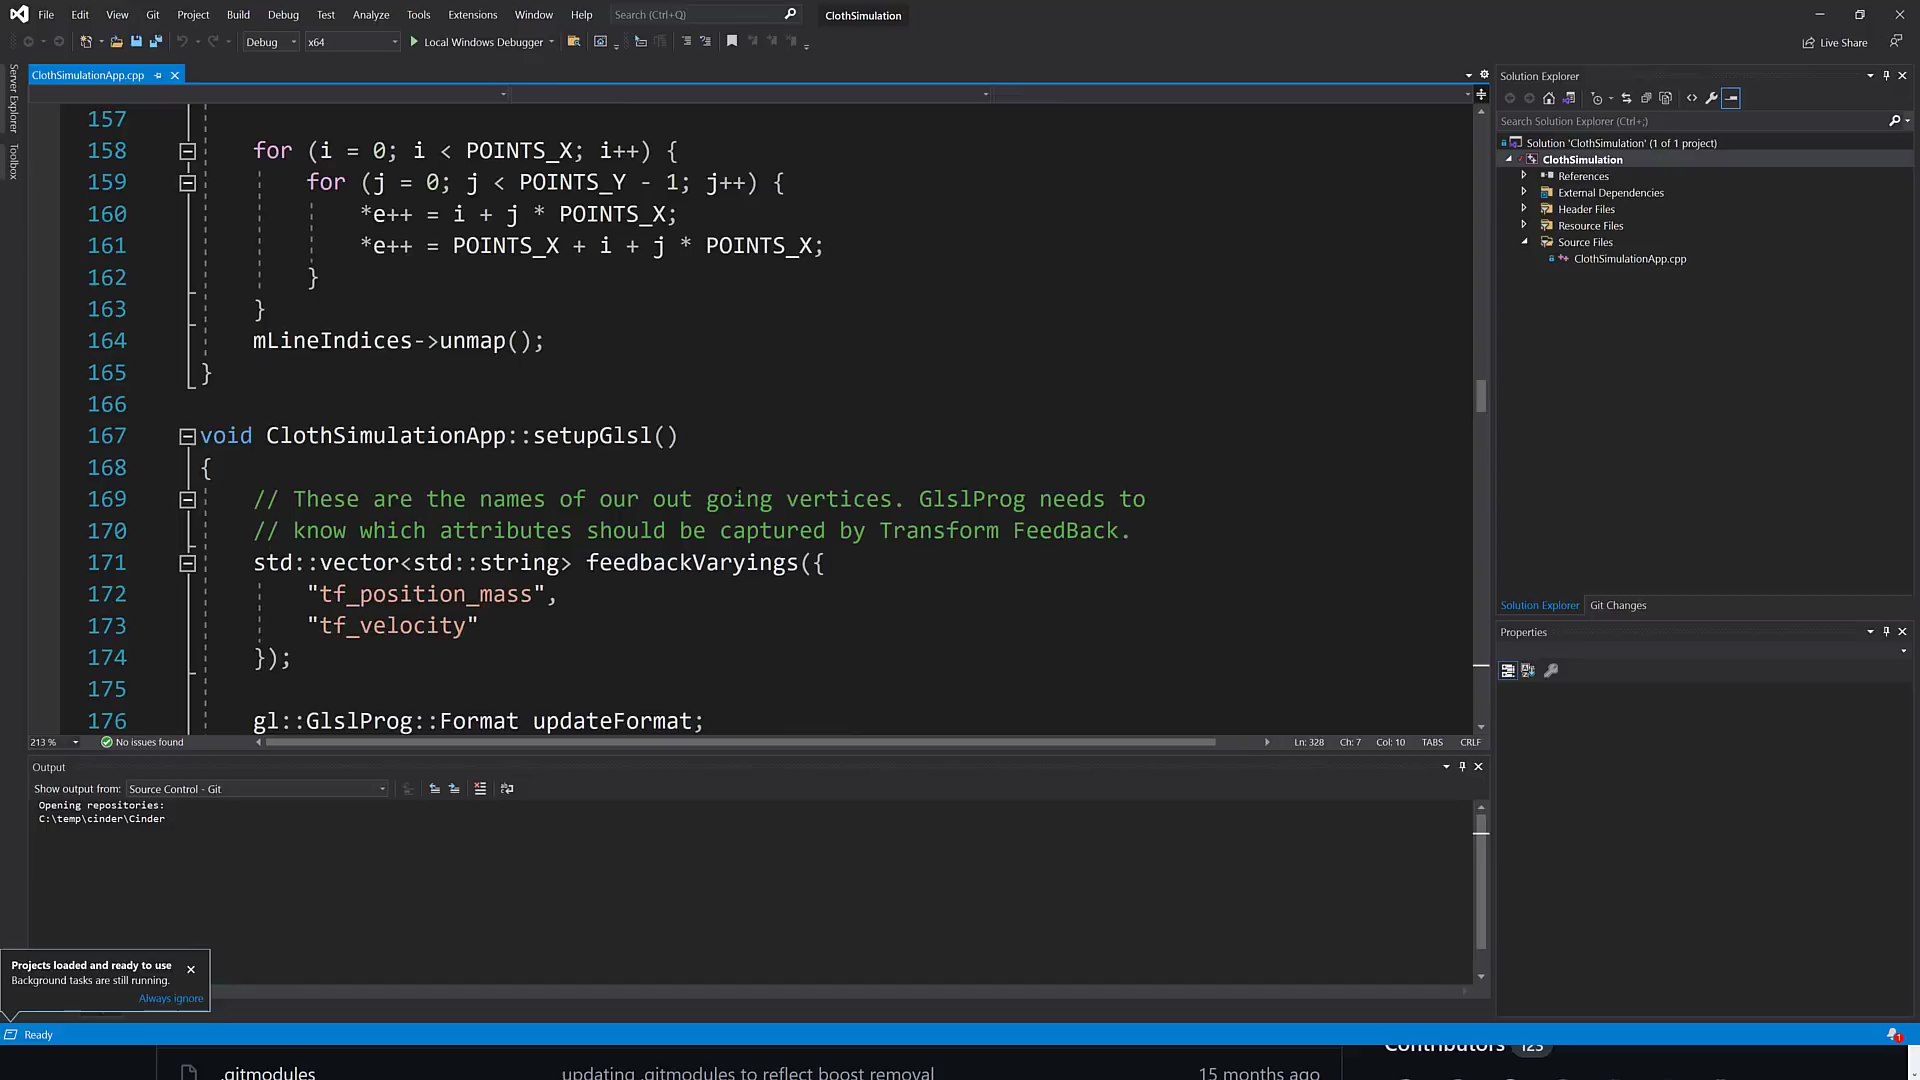 File Edit View Git Project Build Debug Test Analyze Tools Extensions Window Help Search (Ctrl+Q) ClothSimulation
Debug x64 Local Windows Debugger Live Share
Server Explorer
Toolbox
ClothSimulationApp.cpp
157
158 for (i = 0; i < POINTS_X; i++) {
159 for (j = 0; j < POINTS_Y - 1; j++) {
160 *e++ = i + j * POINTS_X;
161 *e++ = POINTS_X + i + j * POINTS_X;
162 }
163 }
164 mLineIndices->unmap();
165 }
166
167 void ClothSimulationApp::setupGlsl()
168 {
169 // These are the names of our out going vertices. GlslProg needs to
170 // know which attributes should be captured by Transform FeedBack.
171 std::vector<std::string> feedbackVaryings({
172 "tf_position_mass",
173 "tf_velocity"
174 });
175
176 gl::GlslProg::Format updateFormat;
213 % No issues found Ln: 328 Ch: 7 Col: 10 TABS CRLF
Output
Show output from: Source Control - Git
Opening repositories:
C:\temp\cinder\Cinder
Solution Explorer
Search Solution Explorer (Ctrl+;)
Solution 'ClothSimulation' (1 of 1 project)
ClothSimulation
References
External Dependencies
Header Files
Resource Files
Source Files
ClothSimulationApp.cpp
Solution Explorer Git Changes
Properties
Projects loaded and ready to use
Background tasks are still running.
Always ignore
Ready
1
Contributors 123
.gitmodules updating .gitmodules to reflect boost removal 15 months ago